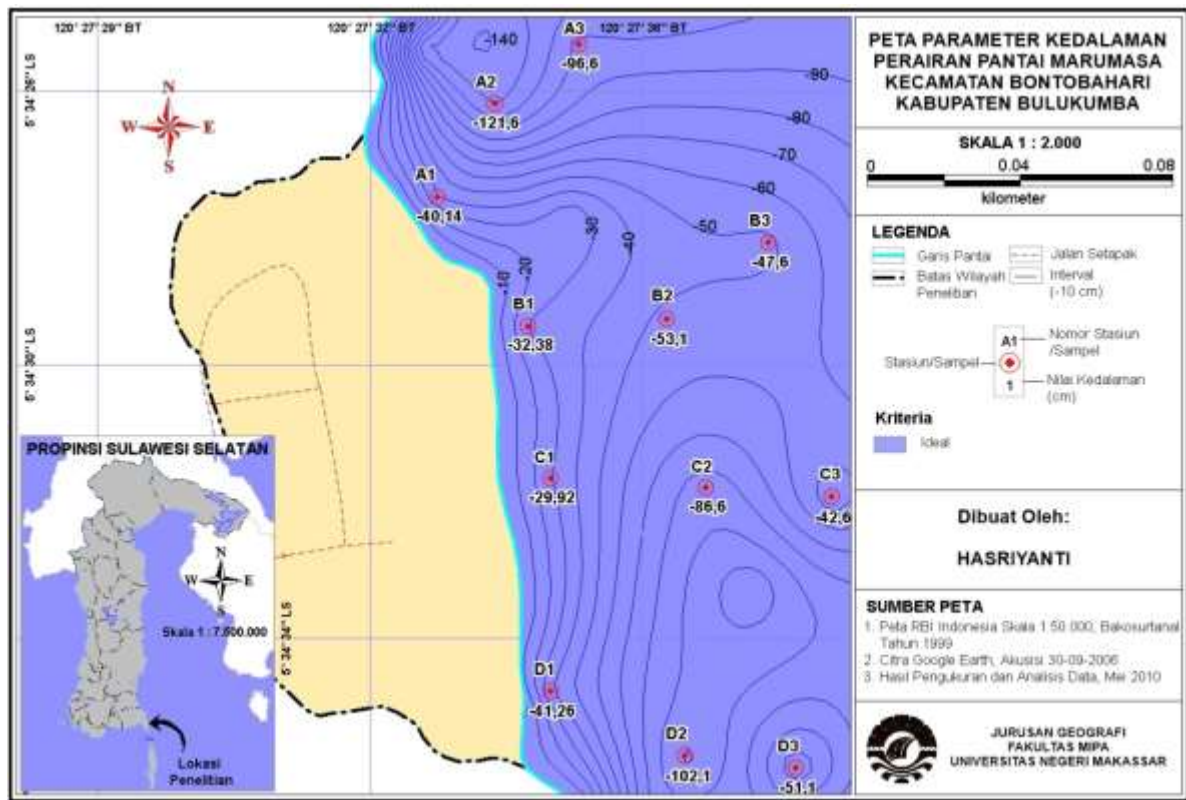 120° 27' 29" BT
120° 27' 32" BT
120° 27' 36" BT
5° 34' 26" LS
5° 34' 30" LS
5° 34' 34" LS
N
W E
S
A3
-96,6
-140
A2
-121,6
A1
-40,14
-90
-80
-70
-60
-50
-40
-30
-20
-10
B3
-47,6
B2
-53,1
B1
-32,38
C1
-29,92
C2
-86,6
C3
-42,6
D1
-41,26
D2
-102,1
D3
-51,1
PROPINSI SULAWESI SELATAN
N
W E
S
Skala 1 : 7.600.000
Lokasi
Penelitian
PETA PARAMETER KEDALAMAN
PERAIRAN PANTAI MARUMASA
KECAMATAN BONTOBAHARI
KABUPATEN BULUKUMBA
SKALA 1 : 2.000
0 0.04 0.08
kilometer
LEGENDA
Garis Pantai
Jalan Setapak
Batas Wilayah
Penelitian
Interval
(-10 cm)
A1
Nomor Stasiun
/Sampel
Stasiun/Sampel
1
Nilai Kedalaman
(cm)
Kriteria
Ideal
Dibuat Oleh:
HASRIYANTI
SUMBER PETA
1. Peta RBI Indonesia Skala 1:50.000, Bakosurtanal
Tahun 1999
2. Citra Google Earth, Akusisi 30-09-2006
3. Hasil Pengukuran dan Analisis Data, Mei 2010
JURUSAN GEOGRAFI
FAKULTAS MIPA
UNIVERSITAS NEGERI MAKASSAR